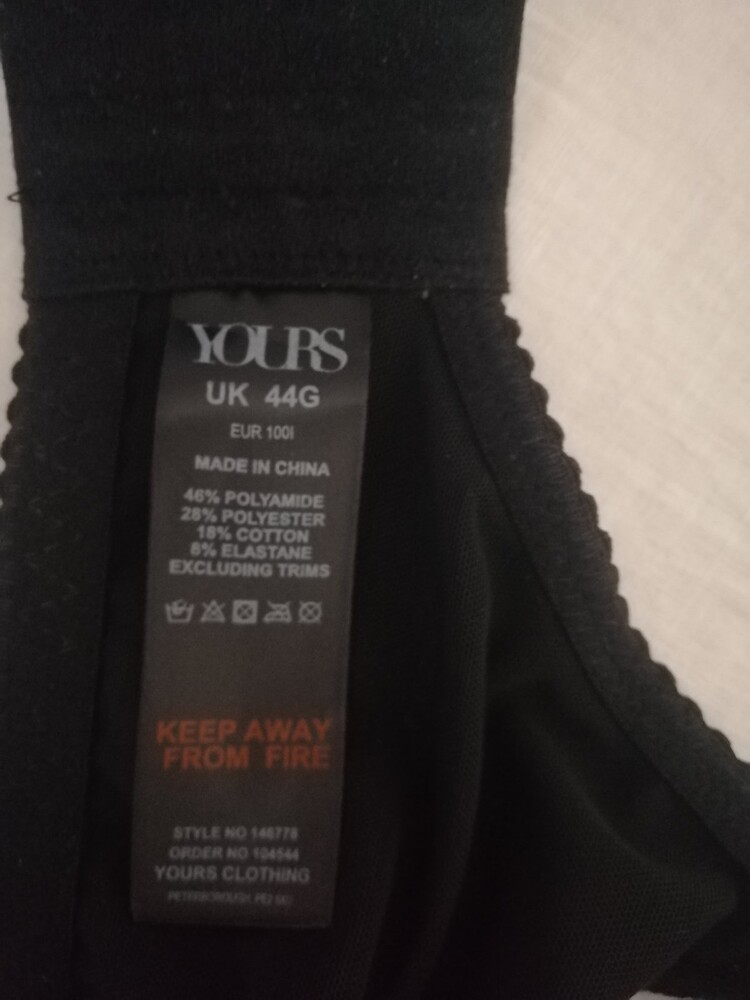 YOURS
UK 44G
EUR 100I
MADE IN CHINA
46% POLYAMIDE
28% POLYESTER
18% COTTON
8% ELASTANE
EXCLUDING TRIMS
KEEP AWAY
FROM FIRE
STYLE NO 146778
ORDER NO 104544
YOURS CLOTHING
PETERBOROUGH